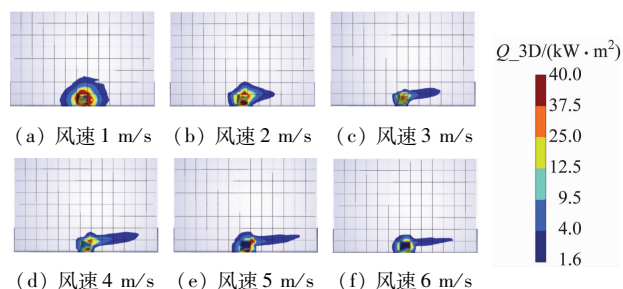 (a) 风速 1 m/s
(b) 风速 2 m/s
(c) 风速 3 m/s
(d) 风速 4 m/s
(e) 风速 5 m/s
(f) 风速 6 m/s
Q_3D/(kW·m²)
40.0
37.5
25.0
12.5
9.5
4.0
1.6